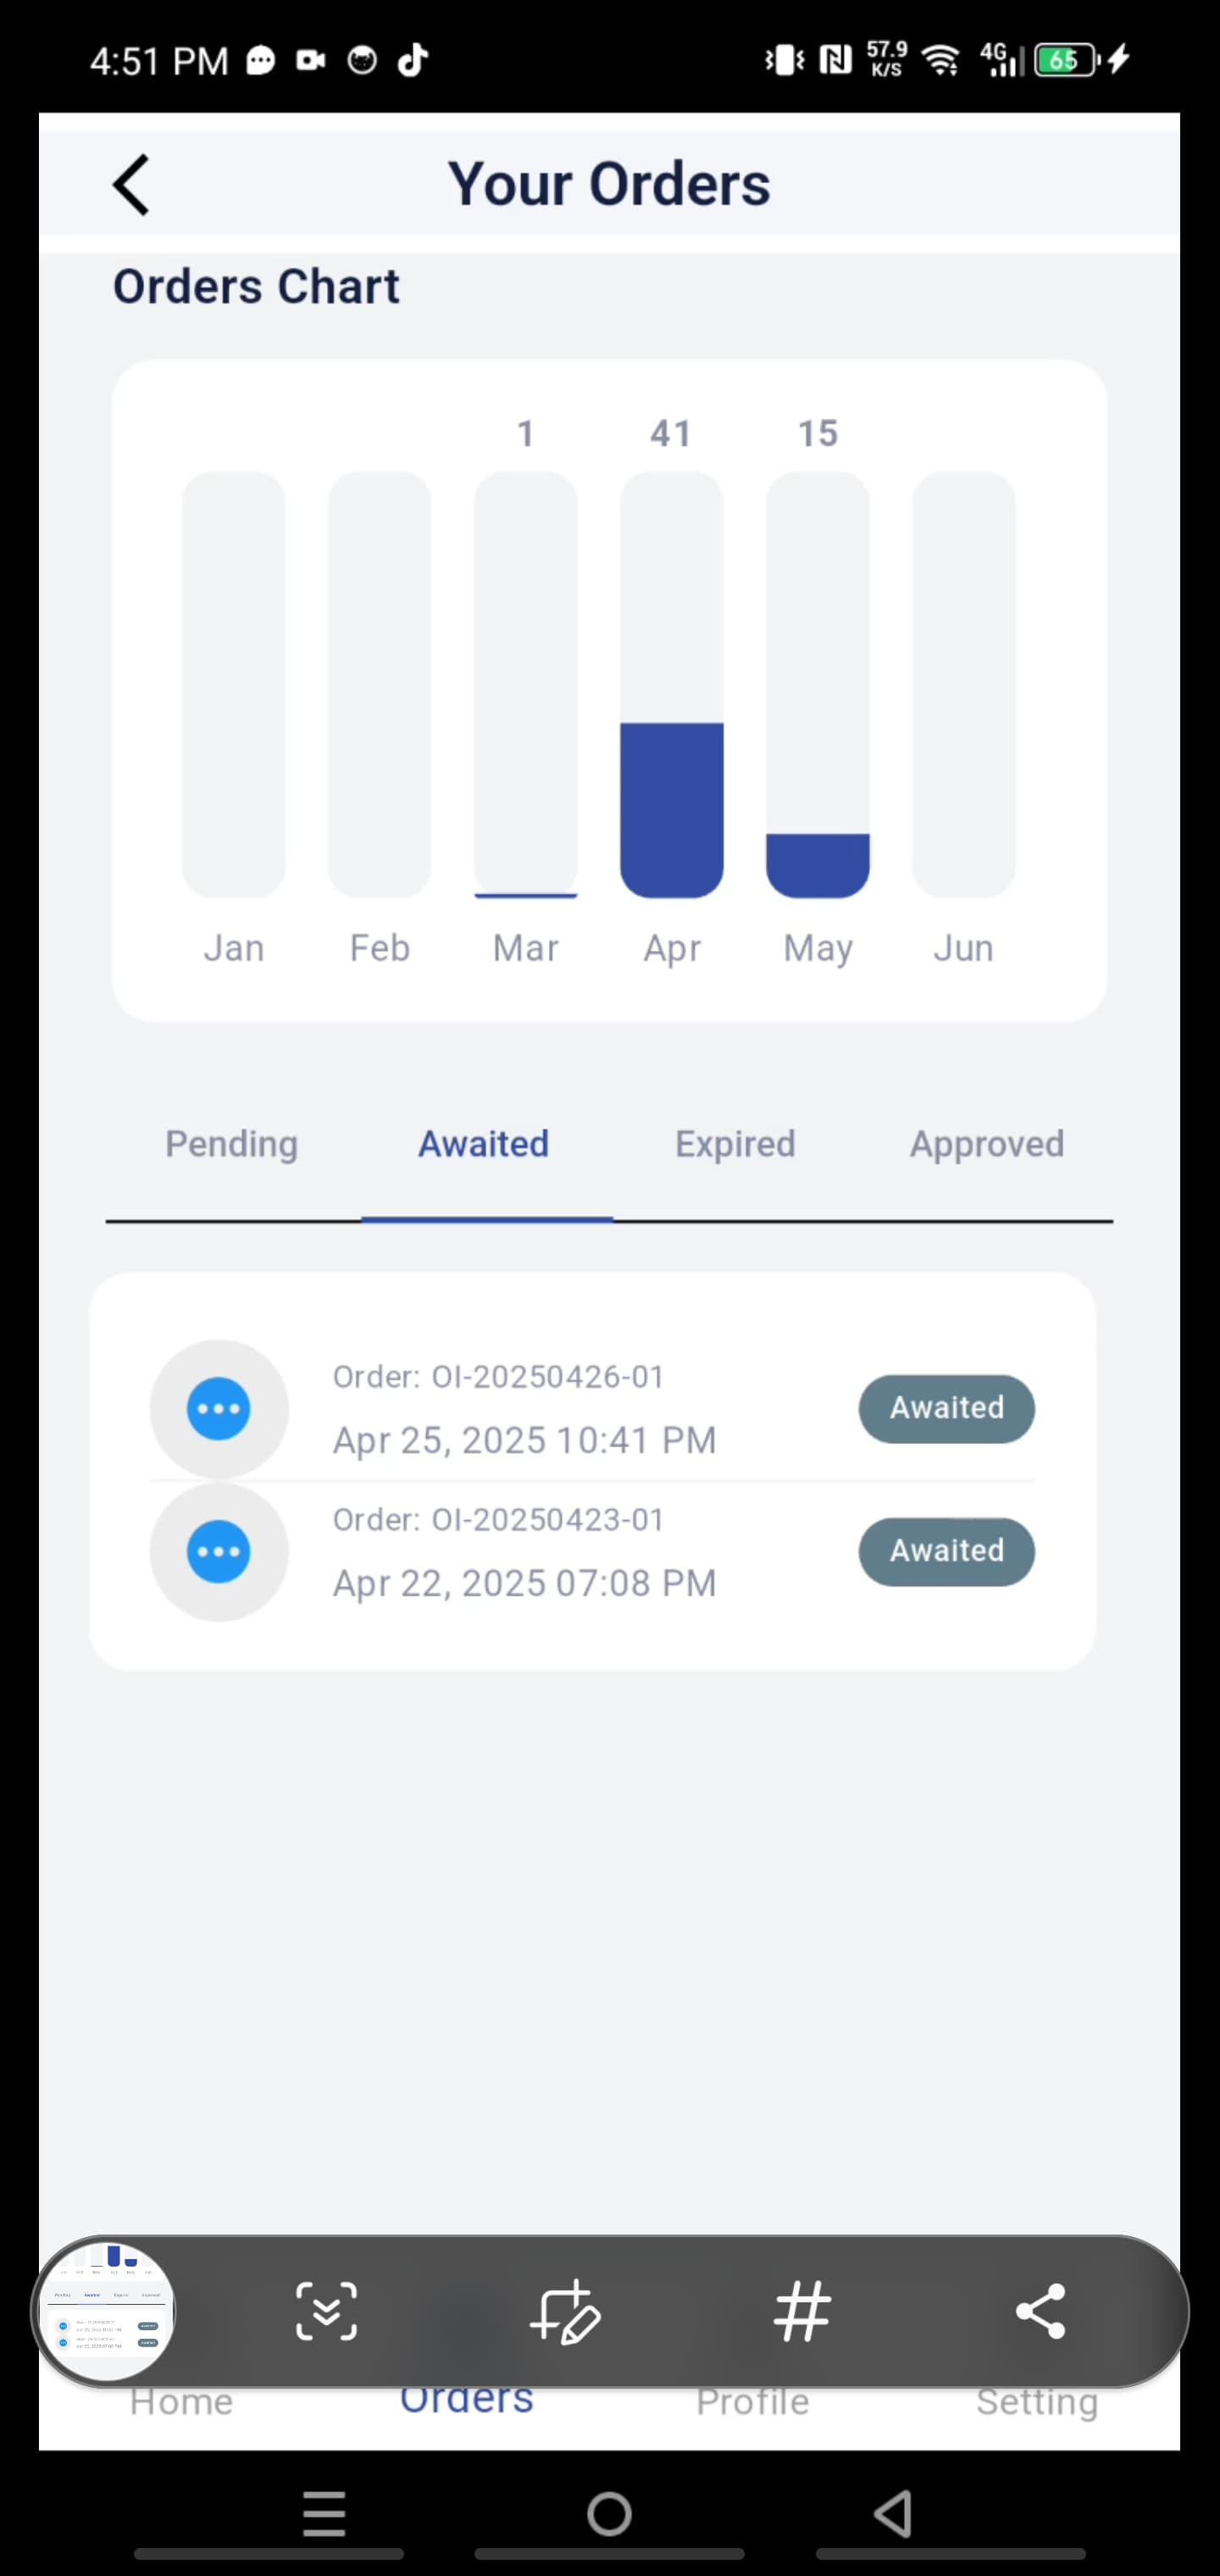 4:51 PM 57.9 K/S 4G 65
Your Orders
Orders Chart
1 41 15
Jan Feb Mar Apr May Jun
Pending Awaited Expired Approved
Order: OI-20250426-01
Apr 25, 2025 10:41 PM
Awaited
Order: OI-20250423-01
Apr 22, 2025 07:08 PM
Awaited
Home Orders Profile Setting